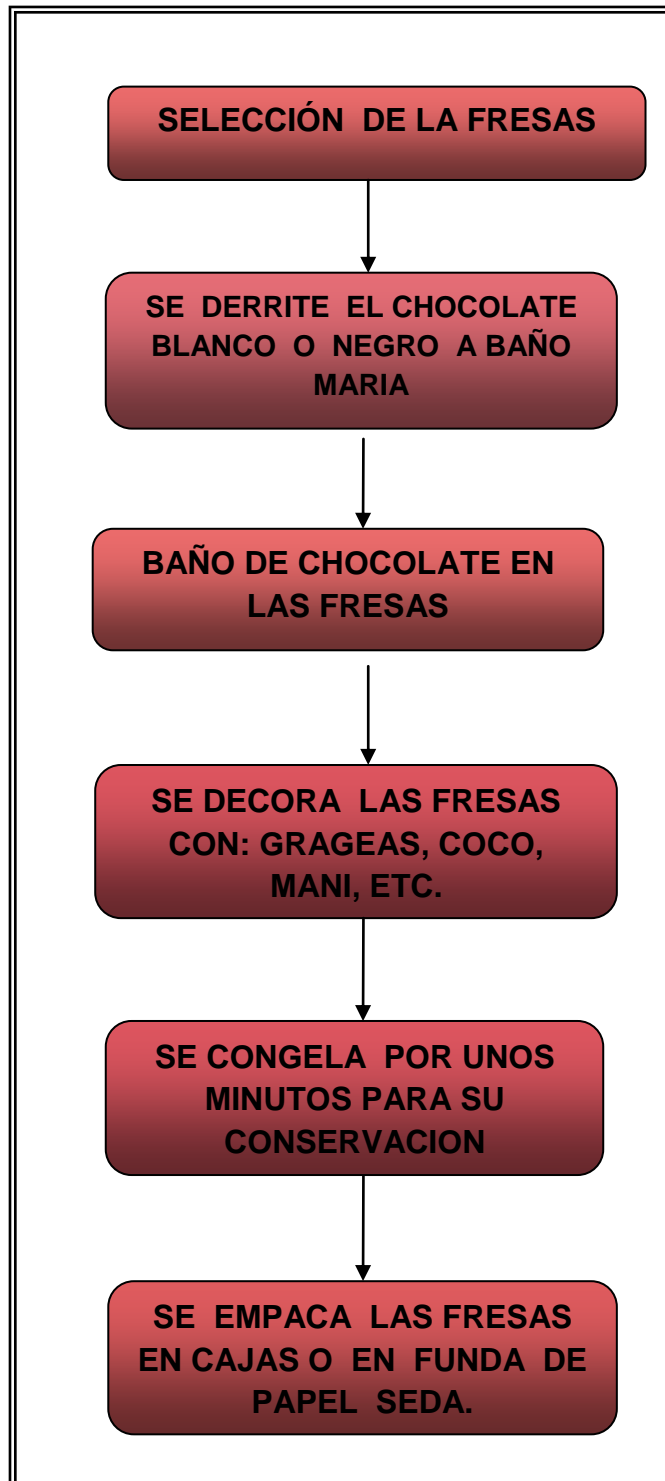 SELECCIÓN DE LA FRESAS
SE DERRITE EL CHOCOLATE
BLANCO O NEGRO A BAÑO
MARIA
BAÑO DE CHOCOLATE EN
LAS FRESAS
SE DECORA LAS FRESAS
CON: GRAGEAS, COCO,
MANI, ETC.
SE CONGELA POR UNOS
MINUTOS PARA SU
CONSERVACION
SE EMPACA LAS FRESAS
EN CAJAS O EN FUNDA DE
PAPEL SEDA.